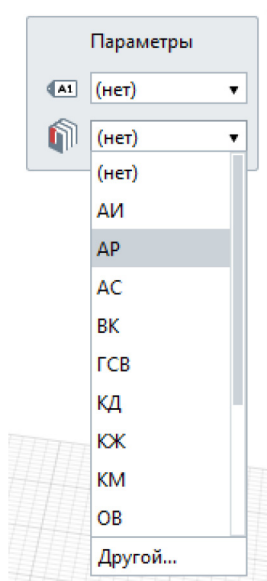 Параметры
A1 (нет) ▼
(нет) ▼
(нет)
АИ
АР
АС
ВК
ГСВ
КД
КЖ
КМ
ОВ
Другой...